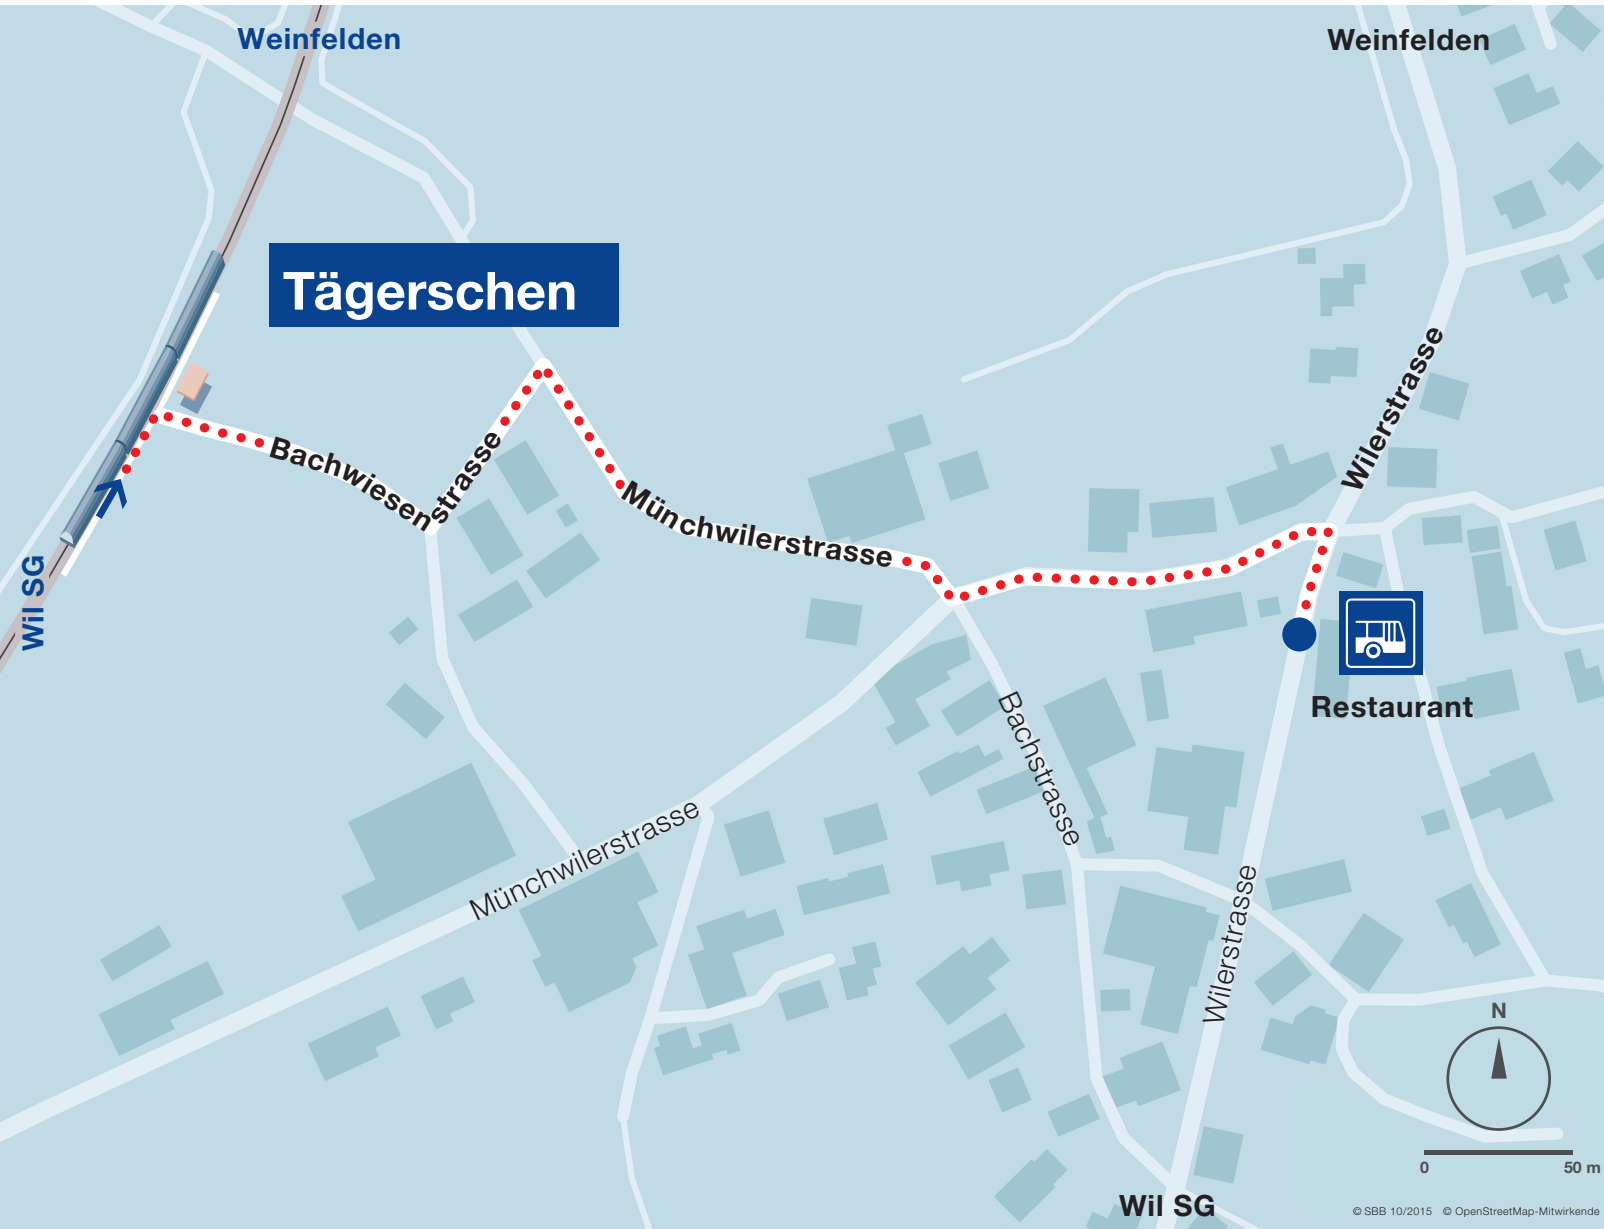 Weinfelden
Weinfelden
Tägerschen
Wilerstrasse
Bachwiesenstrasse
Münchwilerstrasse
Wil SG
Restaurant
Bachstrasse
Münchwilerstrasse
Wilerstrasse
N
0 50 m
Wil SG
© SBB 10/2015 © OpenStreetMap-Mitwirkende